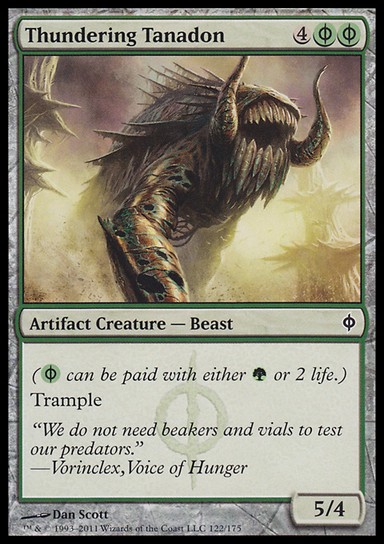 Thundering Tanadon 4
Artifact Creature — Beast
( can be paid with either or 2 life.)
Trample
“We do not need beakers and vials to test
our predators.”
—Vorinclex,Voice of Hunger
Dan Scott
5/4
™ & © 1993–2011 Wizards of the Coast LLC 122/175